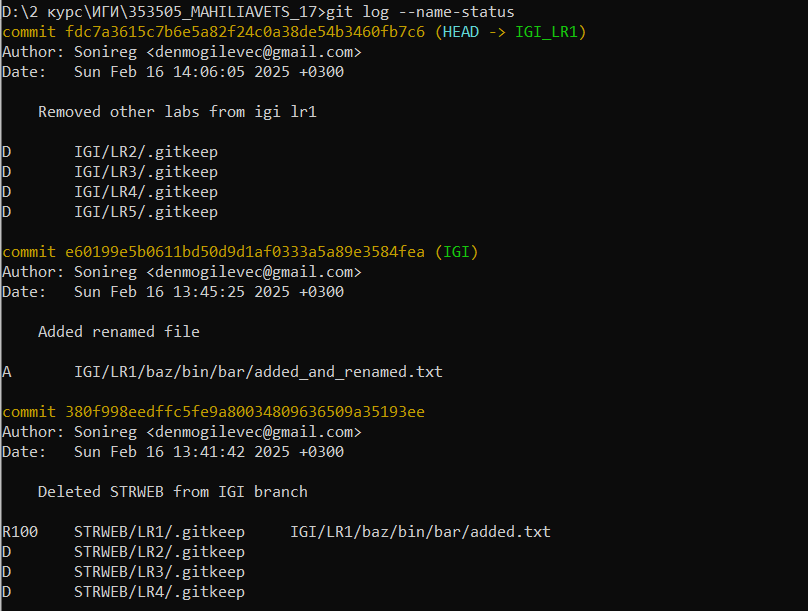 D:\2 курс\ИГИ\353505_MAHILIAVETS_17>git log --name-status
commit fdc7a3615c7b6e5a82f24c0a38de54b3460fb7c6 (HEAD -> IGI_LR1)
Author: Sonireg <denmogilevec@gmail.com>
Date:   Sun Feb 16 14:06:05 2025 +0300
Removed other labs from igi lr1
D       IGI/LR2/.gitkeep
D       IGI/LR3/.gitkeep
D       IGI/LR4/.gitkeep
D       IGI/LR5/.gitkeep
commit e60199e5b0611bd50d9d1af0333a5a89e3584fea (IGI)
Author: Sonireg <denmogilevec@gmail.com>
Date:   Sun Feb 16 13:45:25 2025 +0300
Added renamed file
A       IGI/LR1/baz/bin/bar/added_and_renamed.txt
commit 380f998eedffc5fe9a80034809636509a35193ee
Author: Sonireg <denmogilevec@gmail.com>
Date:   Sun Feb 16 13:41:42 2025 +0300
Deleted STRWEB from IGI branch
R100    STRWEB/LR1/.gitkeep     IGI/LR1/baz/bin/bar/added.txt
D       STRWEB/LR2/.gitkeep
D       STRWEB/LR3/.gitkeep
D       STRWEB/LR4/.gitkeep